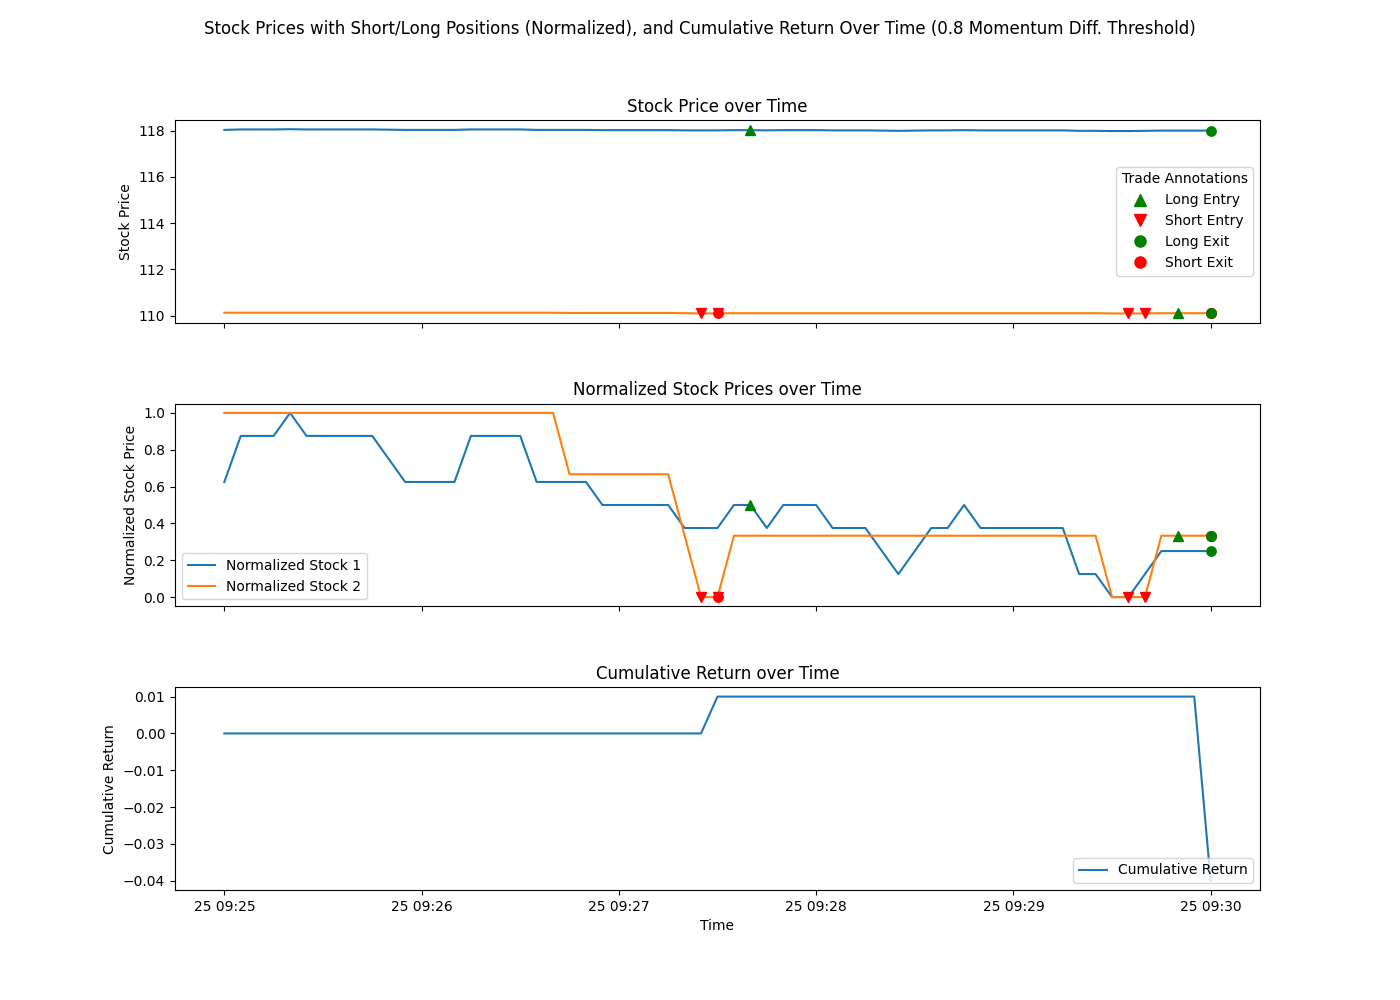 Stock Prices with Short/Long Positions (Normalized), and Cumulative Return Over Time (0.8 Momentum Diff. Threshold)
Stock Price over Time
118
116
114
112
110
Stock Price
Trade Annotations
Long Entry
Short Entry
Long Exit
Short Exit
Normalized Stock Prices over Time
1.0
0.8
0.6
0.4
0.2
0.0
Normalized Stock Price
Normalized Stock 1
Normalized Stock 2
Cumulative Return over Time
0.01
0.00
−0.01
−0.02
−0.03
−0.04
Cumulative Return
Cumulative Return
25 09:25 25 09:26 25 09:27 25 09:28 25 09:29 25 09:30
Time